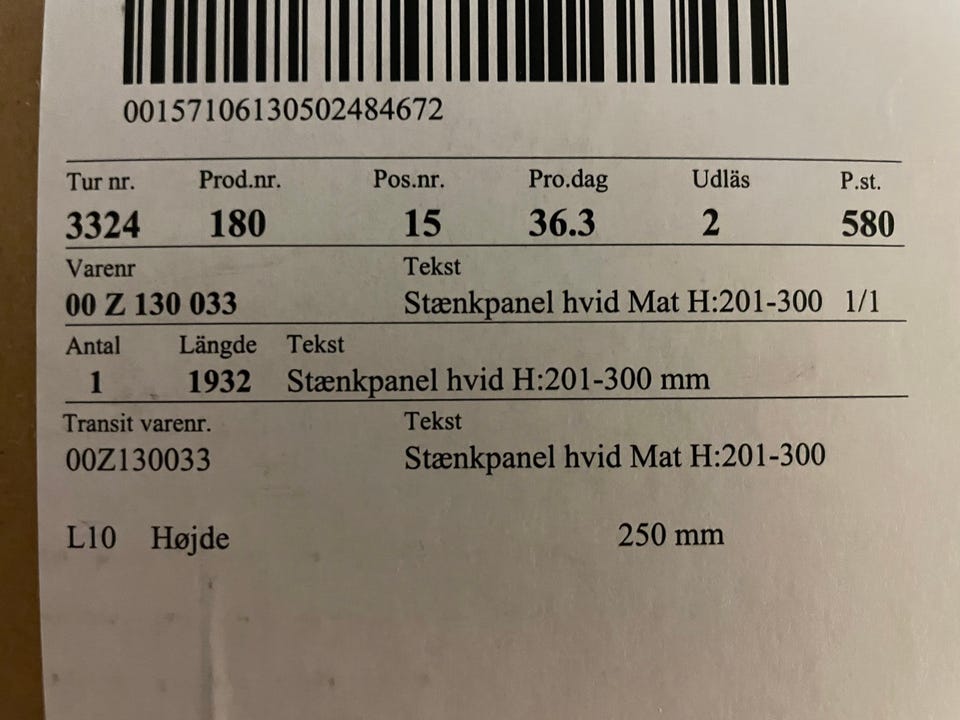 00157106130502484672
Tur nr. Prod.nr. Pos.nr. Pro.dag Udläs P.st.
3324 180 15 36.3 2 580
Varenr Tekst
00 Z 130 033 Stænkpanel hvid Mat H:201-300 1/1
Antal Längde Tekst
1 1932 Stænkpanel hvid H:201-300 mm
Transit varenr. Tekst
00Z130033 Stænkpanel hvid Mat H:201-300
L10 Højde 250 mm